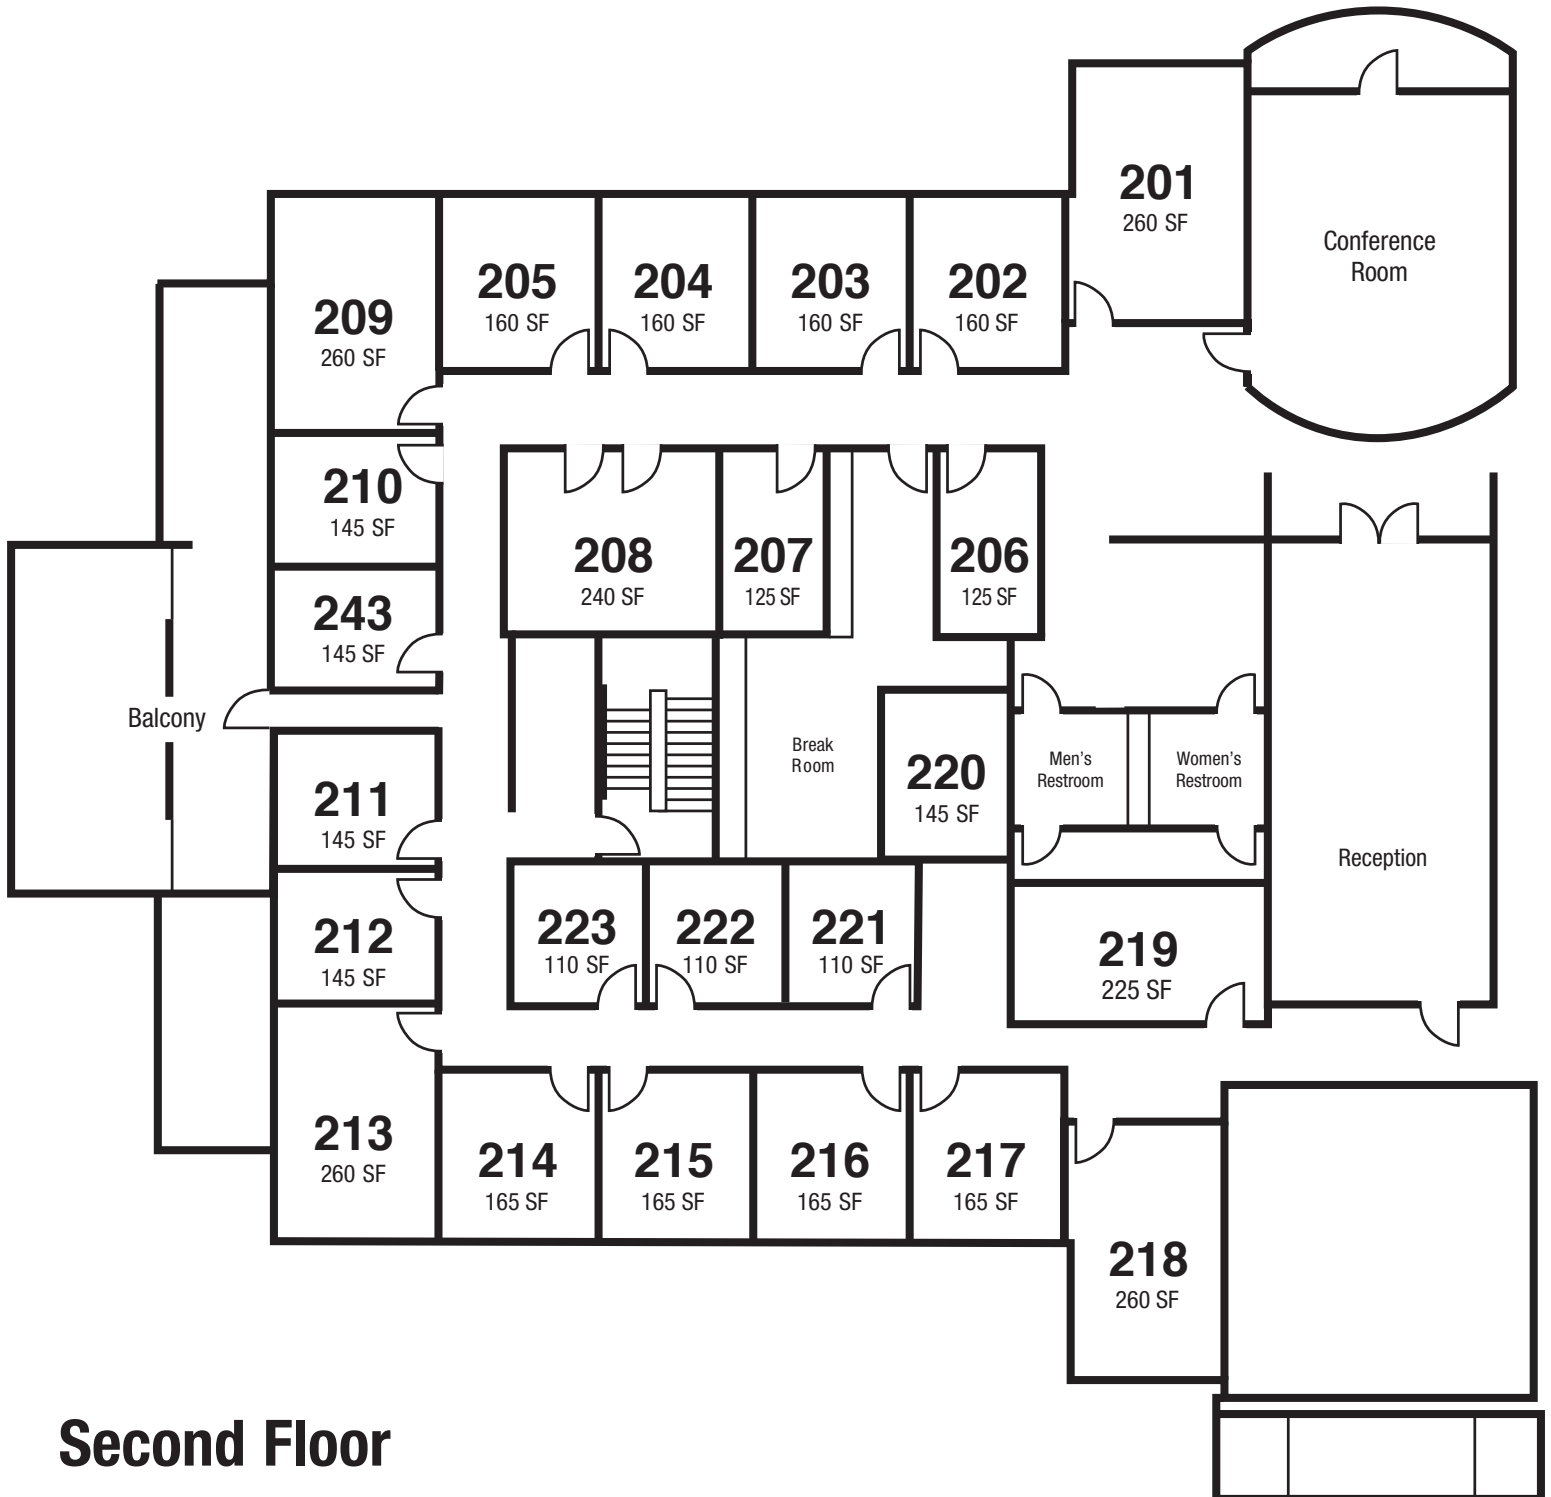 201
260 SF
Conference
Room
205
160 SF
204
160 SF
203
160 SF
202
160 SF
209
260 SF
210
145 SF
208
240 SF
207
125 SF
206
125 SF
243
145 SF
Balcony
Break
Room
220
145 SF
Men's
Restroom
Women's
Restroom
211
145 SF
Reception
212
145 SF
223
110 SF
222
110 SF
221
110 SF
219
225 SF
213
260 SF
214
165 SF
215
165 SF
216
165 SF
217
165 SF
218
260 SF
Second Floor